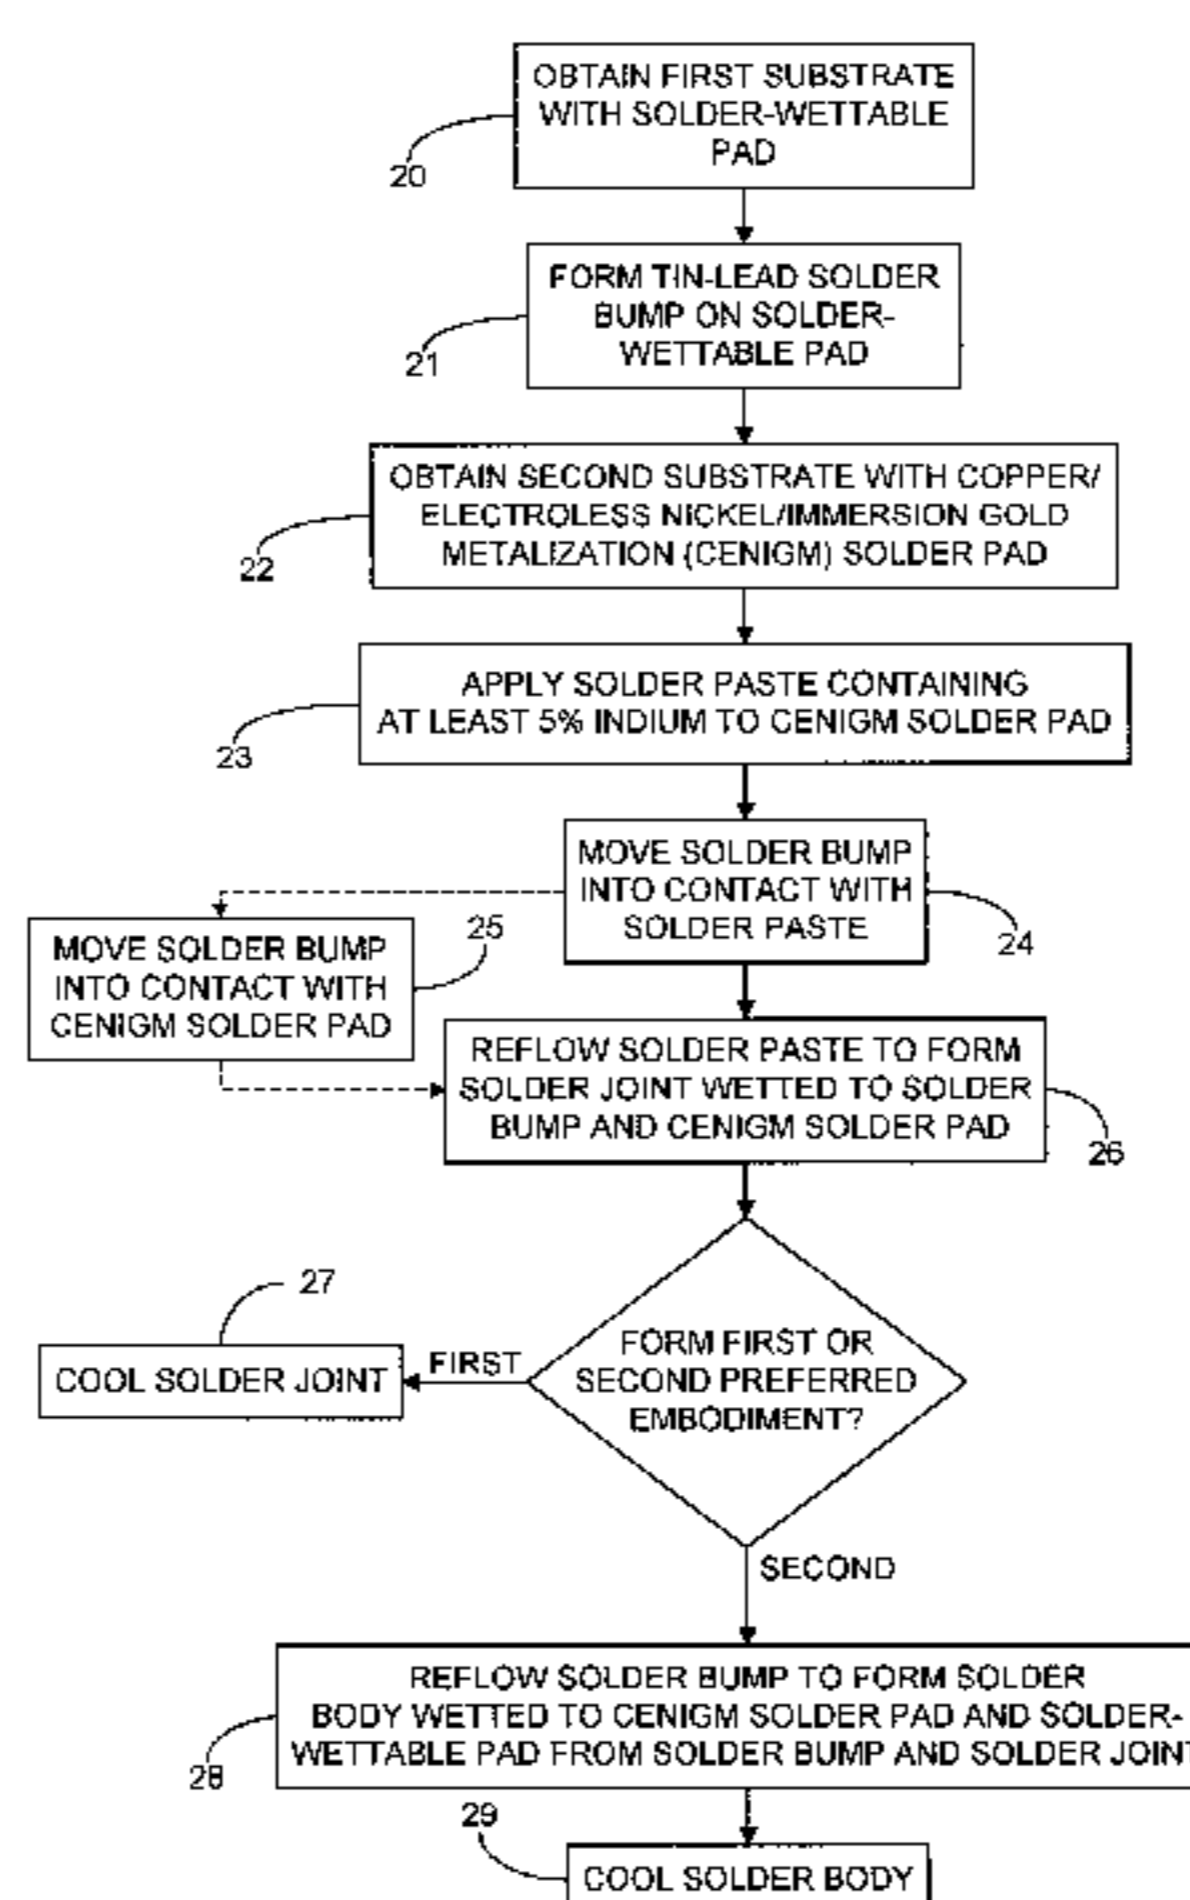 OBTAIN FIRST SUBSTRATE
WITH SOLDER-WETTABLE
PAD
20
FORM TIN-LEAD SOLDER
BUMP ON SOLDER-
WETTABLE PAD
21
OBTAIN SECOND SUBSTRATE WITH COPPER/
ELECTROLESS NICKEL/IMMERSION GOLD
METALIZATION (CENIGM) SOLDER PAD
22
APPLY SOLDER PASTE CONTAINING
AT LEAST 5% INDIUM TO CENIGM SOLDER PAD
23
MOVE SOLDER BUMP
INTO CONTACT WITH
SOLDER PASTE
24
25
MOVE SOLDER BUMP
INTO CONTACT WITH
CENIGM SOLDER PAD
REFLOW SOLDER PASTE TO FORM
SOLDER JOINT WETTED TO SOLDER
BUMP AND CENIGM SOLDER PAD
26
27
COOL SOLDER JOINT
FIRST
FORM FIRST OR
SECOND PREFERRED
EMBODIMENT?
SECOND
REFLOW SOLDER BUMP TO FORM SOLDER
BODY WETTED TO CENIGM SOLDER PAD AND SOLDER-
WETTABLE PAD FROM SOLDER BUMP AND SOLDER JOINT
28
29
COOL SOLDER BODY